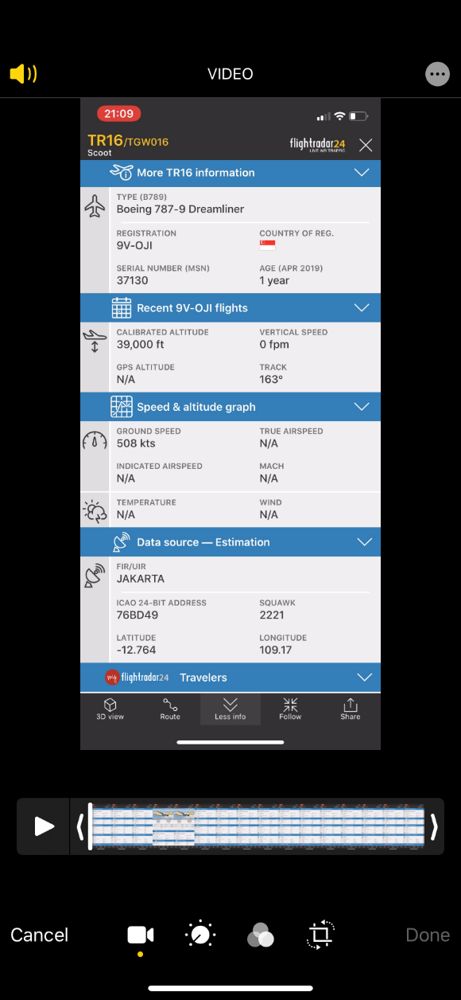 VIDEO
21:09
TR16/TGW016
Scoot
flightradar24
LIVE AIR TRAFFIC
More TR16 information
TYPE (B789)
Boeing 787-9 Dreamliner
REGISTRATION COUNTRY OF REG.
9V-OJI
SERIAL NUMBER (MSN) AGE (APR 2019)
37130 1 year
Recent 9V-OJI flights
CALIBRATED ALTITUDE VERTICAL SPEED
39,000 ft 0 fpm
GPS ALTITUDE TRACK
N/A 163°
Speed & altitude graph
GROUND SPEED TRUE AIRSPEED
508 kts N/A
INDICATED AIRSPEED MACH
N/A N/A
TEMPERATURE WIND
N/A N/A
Data source — Estimation
FIR/UIR
JAKARTA
ICAO 24-BIT ADDRESS SQUAWK
76BD49 2221
LATITUDE LONGITUDE
-12.764 109.17
my flightradar24 Travelers
3D view Route Less info Follow Share
Cancel Done